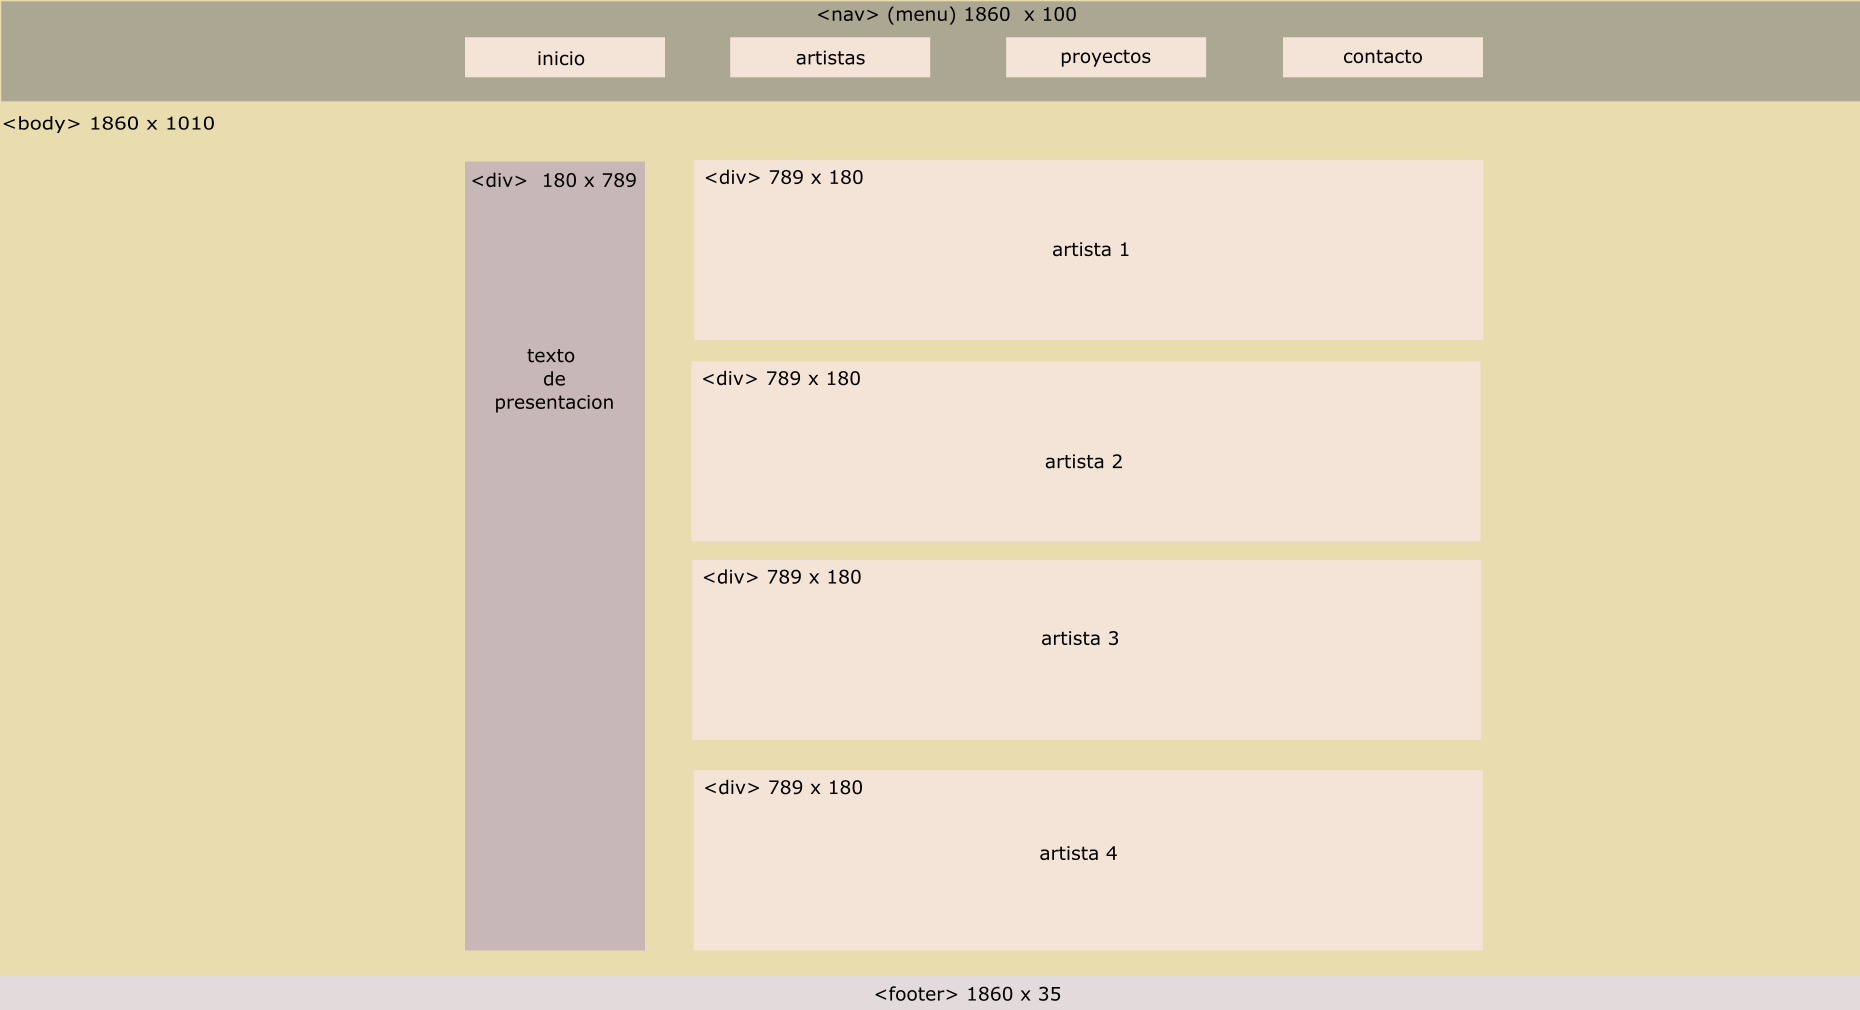 <nav> (menu) 1860  x 100
inicio
artistas
proyectos
contacto
<body> 1860 x 1010
<div>  180 x 789
texto
de
presentacion
<div> 789 x 180
artista 1
<div> 789 x 180
artista 2
<div> 789 x 180
artista 3
<div> 789 x 180
artista 4
<footer> 1860 x 35